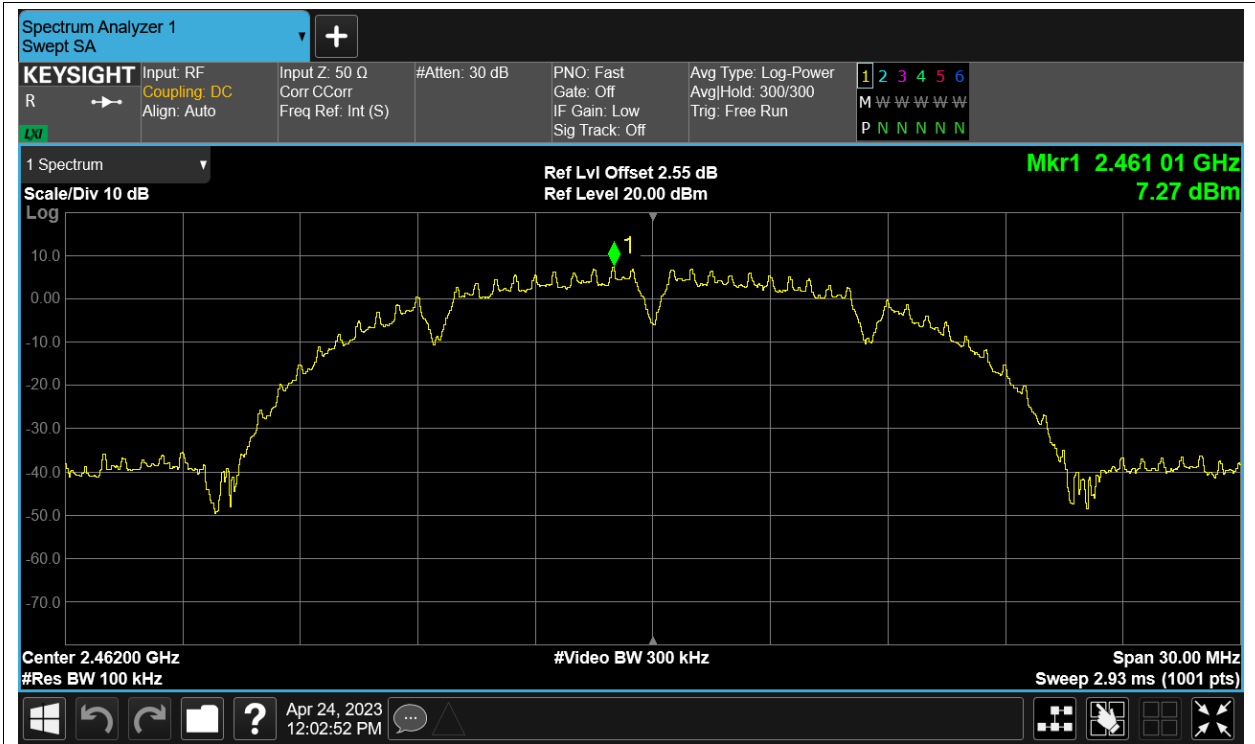 Spectrum Analyzer 1
Swept SA
KEYSIGHT
R
LXI
Input: RF
Coupling: DC
Align: Auto
Input Z: 50 Ω
Corr CCorr
Freq Ref: Int (S)
#Atten: 30 dB
PNO: Fast
Gate: Off
IF Gain: Low
Sig Track: Off
Avg Type: Log-Power
Avg|Hold: 300/300
Trig: Free Run
1 2 3 4 5 6
M W W W W W
P N N N N N
1 Spectrum
Scale/Div 10 dB
Log
Ref Lvl Offset 2.55 dB
Ref Level 20.00 dBm
Mkr1 2.461 01 GHz
7.27 dBm
1
10.0
0.00
-10.0
-20.0
-30.0
-40.0
-50.0
-60.0
-70.0
Center 2.46200 GHz
#Res BW 100 kHz
#Video BW 300 kHz
Span 30.00 MHz
Sweep 2.93 ms (1001 pts)
?
Apr 24, 2023
12:02:52 PM